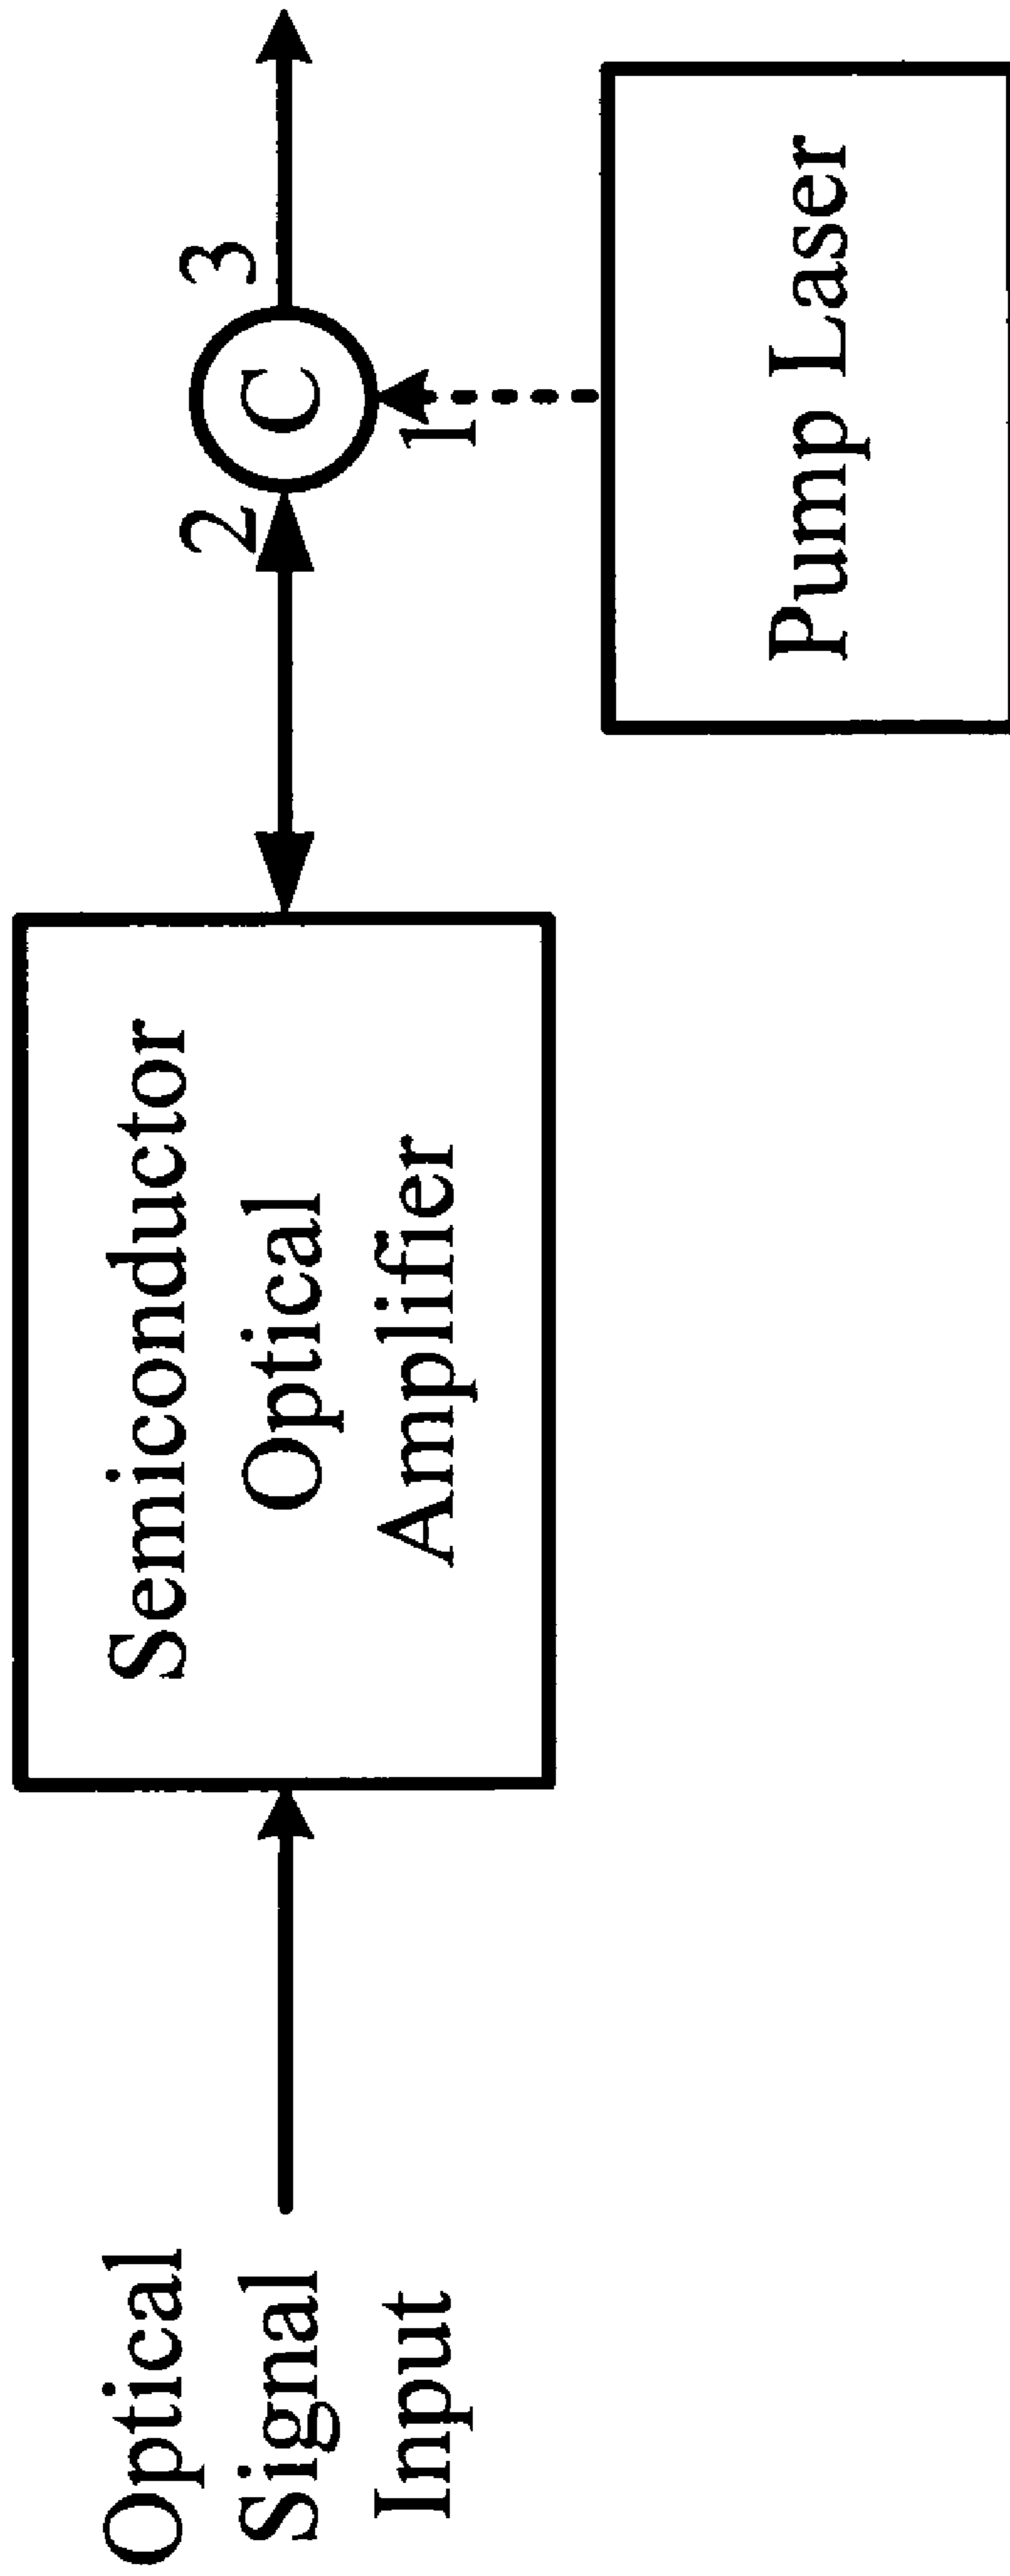 Optical
Signal
Input
Semiconductor
Optical
Amplifier
2
C
3
1
Pump Laser